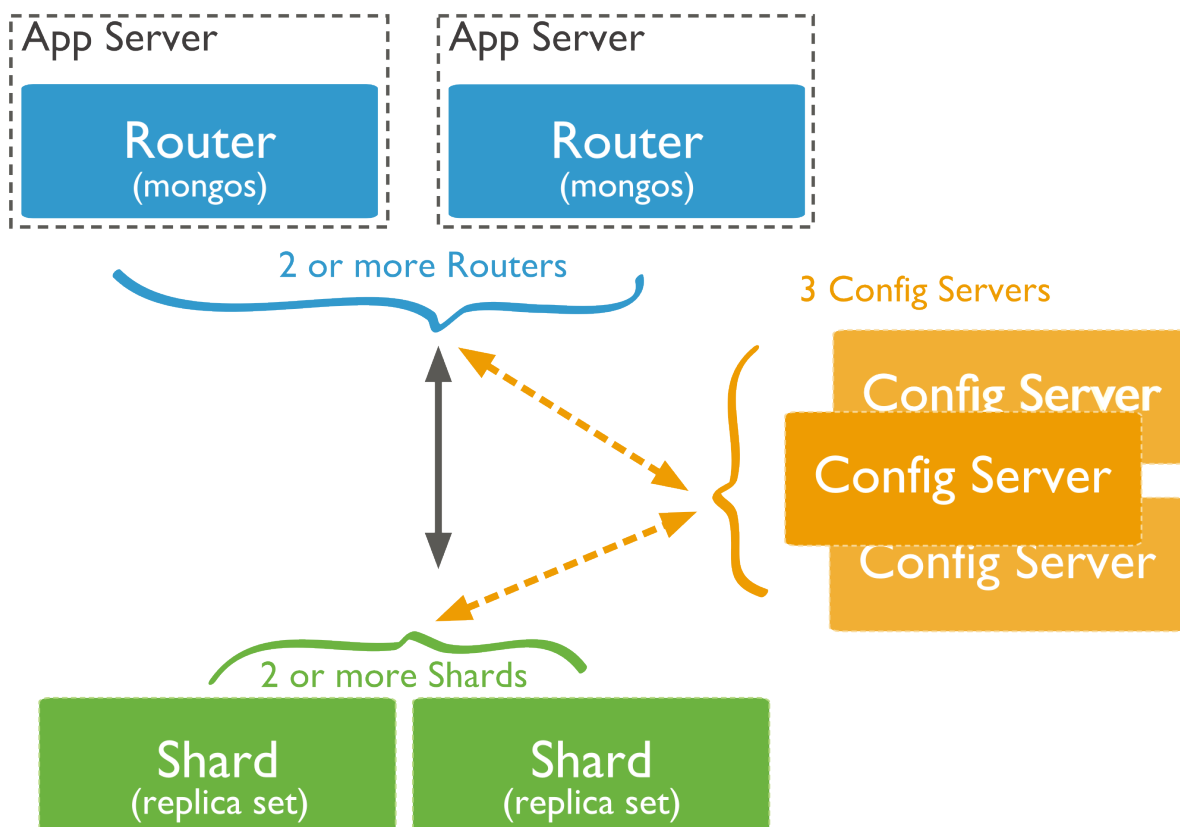 App Server
App Server
Router
(mongos)
Router
(mongos)
2 or more Routers
3 Config Servers
Config Server
Config Server
Config Server
2 or more Shards
Shard
(replica set)
Shard
(replica set)